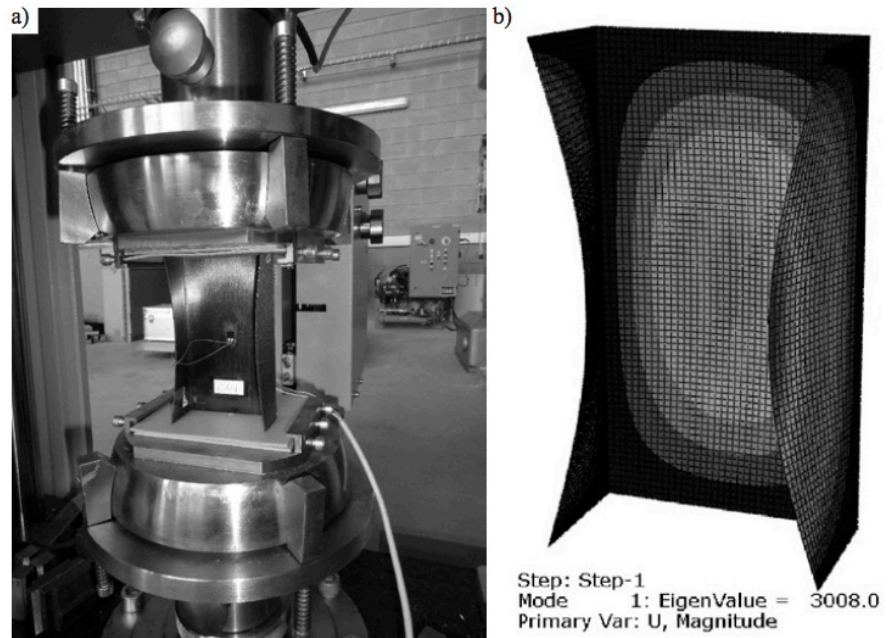 a)
b)
Step: Step-1
Mode 1: EigenValue = 3008.0
Primary Var: U, Magnitude